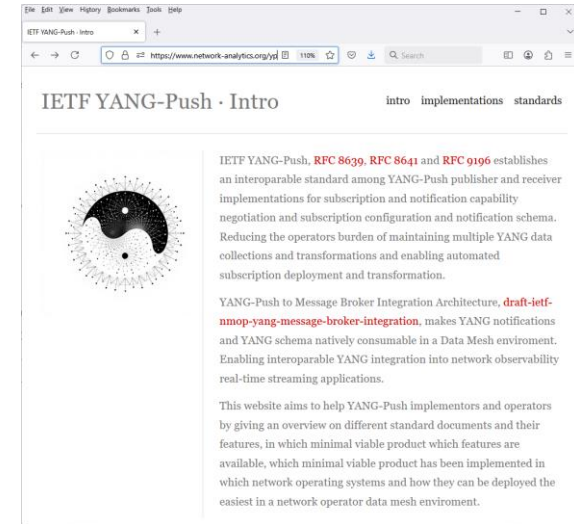 File Edit View History Bookmarks Tools Help
IETF YANG-Push - Intro
https://www.network-analytics.org/yp
110%
Search
IETF YANG-Push · Intro
intro implementations standards
IETF YANG-Push, RFC 8639, RFC 8641 and RFC 9196 establishes
an interoparable standard among YANG-Push publisher and receiver
implementations for subscription and notification capability
negotiation and subscription configuration and notification schema.
Reducing the operators burden of maintaining multiple YANG data
collections and transformations and enabling automated
subscription deployment and transformation.
YANG-Push to Message Broker Integration Architecture, draft-ietf-
nmop-yang-message-broker-integration, makes YANG notifications
and YANG schema natively consumable in a Data Mesh enviroment.
Enabling interoparable YANG integration into network observability
real-time streaming applications.
This website aims to help YANG-Push implementors and operators
by giving an overview on different standard documents and their
features, in which minimal viable product which features are
available, which minimal viable product has been implemented in
which network operating systems and how they can be deployed the
easiest in a network operator data mesh enviroment.